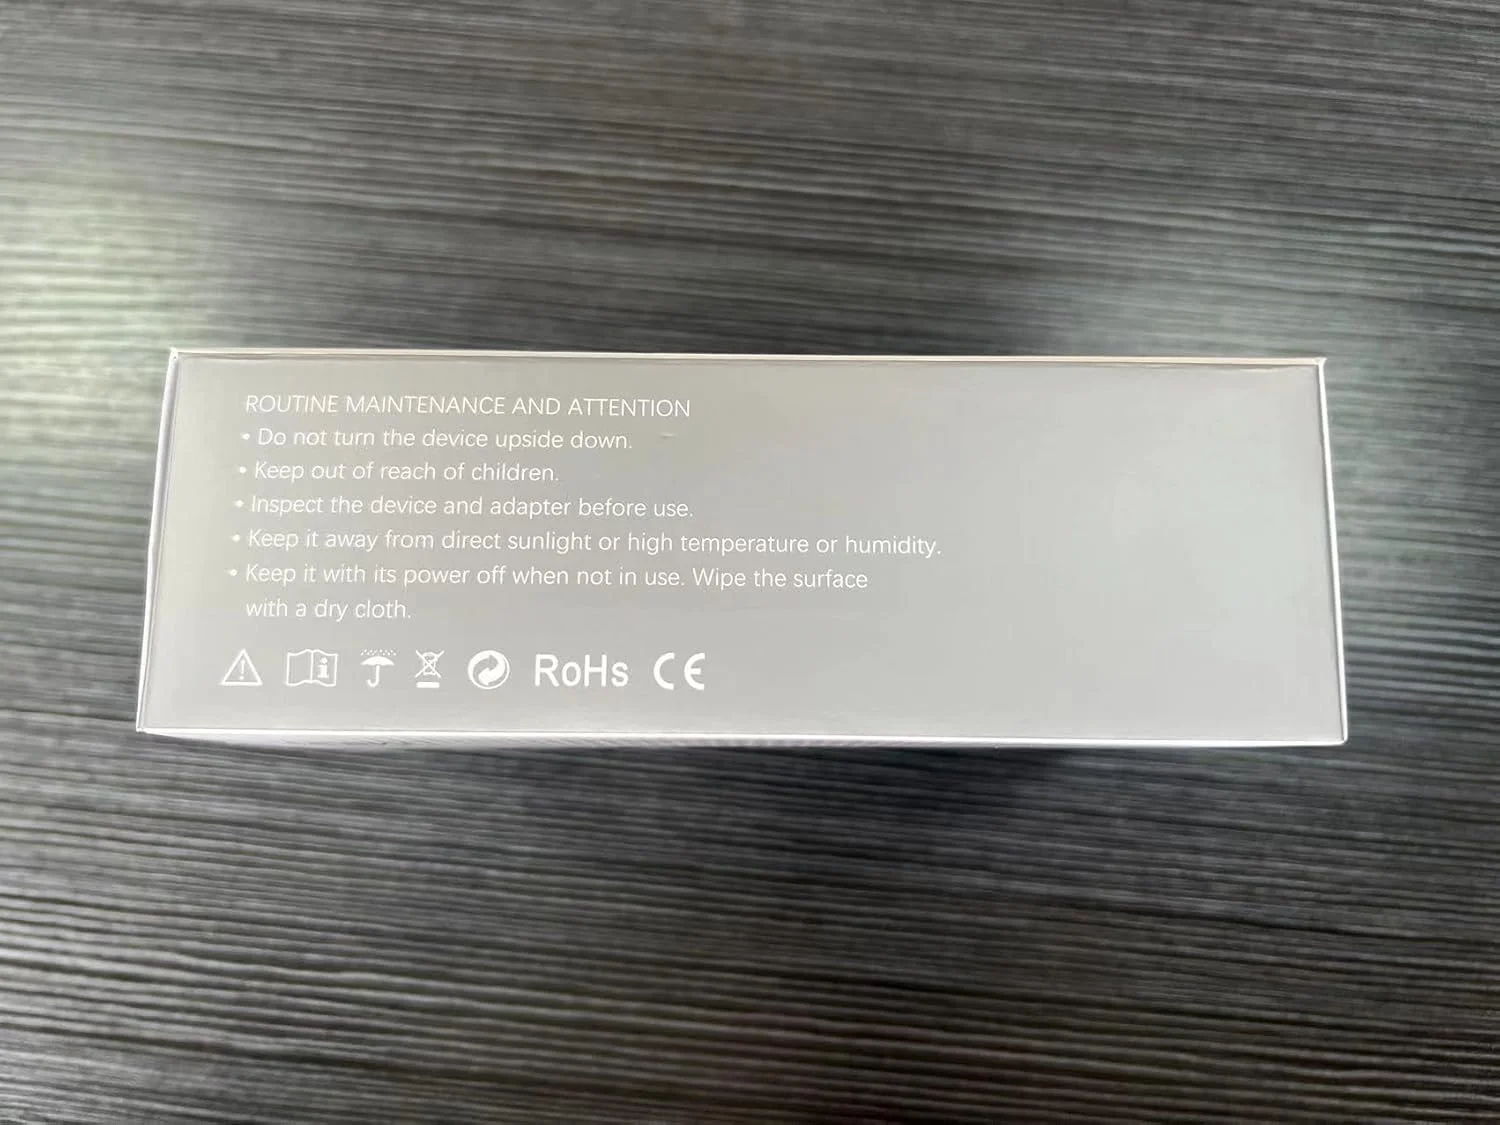 ROUTINE MAINTENANCE AND ATTENTION
• Do not turn the device upside down.
• Keep out of reach of children.
• Inspect the device and adapter before use.
• Keep it away from direct sunlight or high temperature or humidity.
• Keep it with its power off when not in use. Wipe the surface
with a dry cloth.
RoHs CE